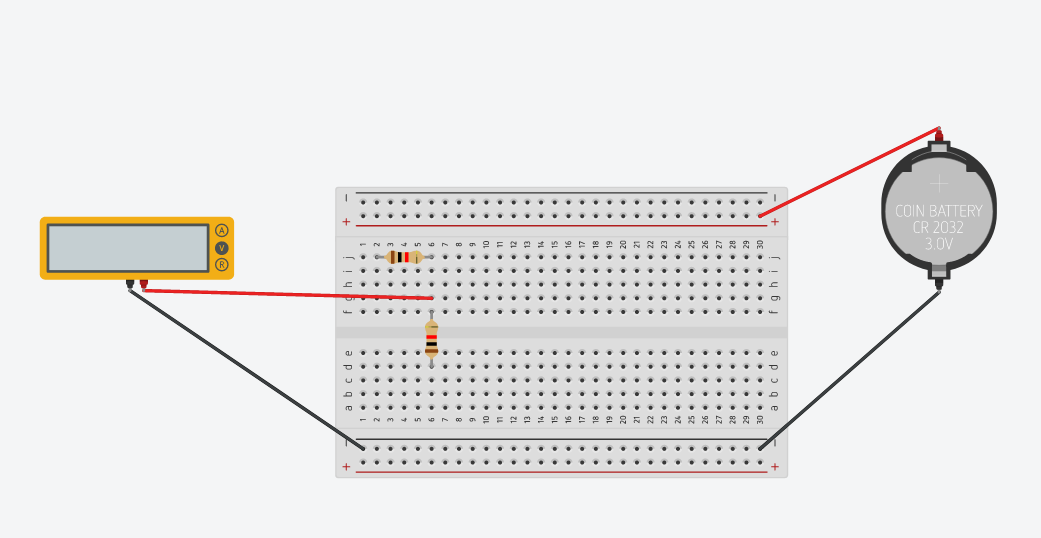 COIN BATTERY
CR 2032
3.0V
A
V
R
− −
+ +
1 2 3 4 5 6 7 8 9 10 11 12 13 14 15 16 17 18 19 20 21 22 23 24 25 26 27 28 29 30
j j
i i
h h
g g
f f
e e
d d
c c
b b
a a
1 2 3 4 5 6 7 8 9 10 11 12 13 14 15 16 17 18 19 20 21 22 23 24 25 26 27 28 29 30
− −
+ +